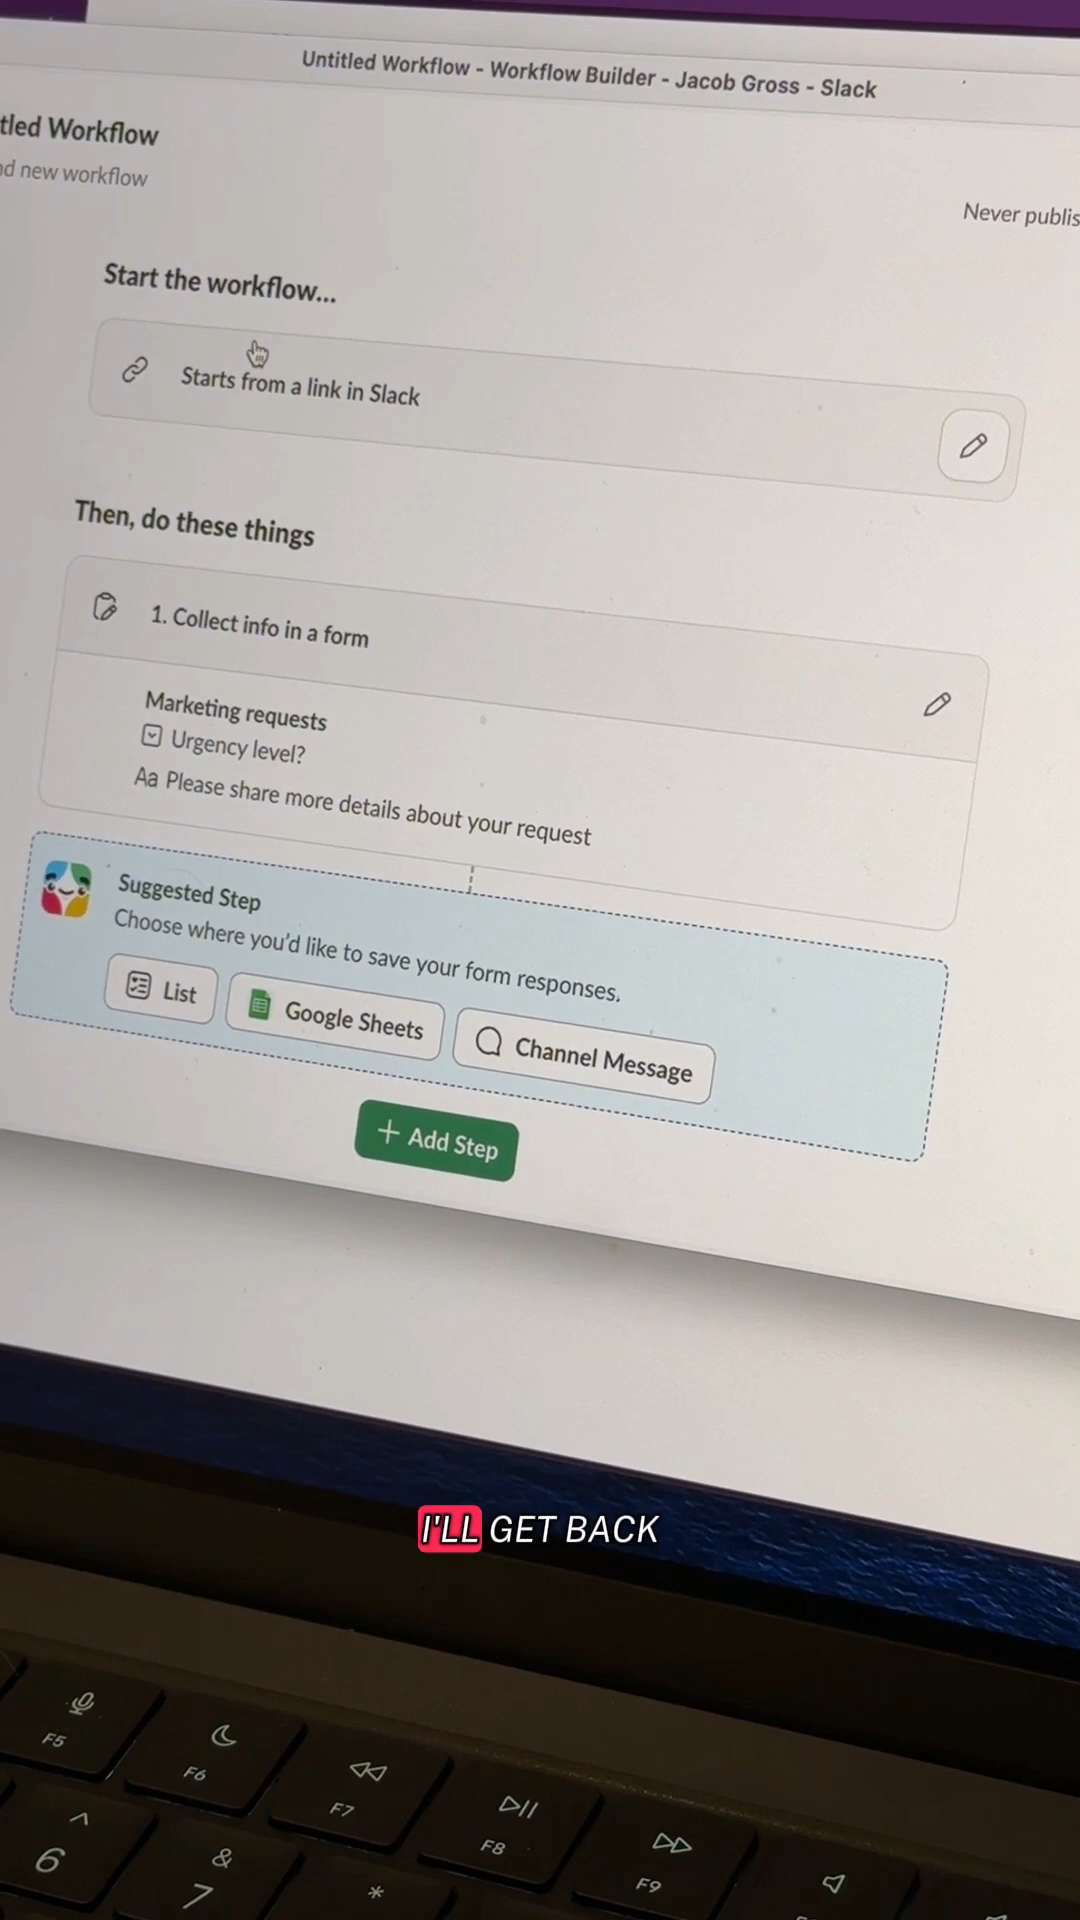 Untitled Workflow - Workflow Builder - Jacob Gross - Slack
tled Workflow
nd new workflow
Never publis
Start the workflow...
Starts from a link in Slack
Then, do these things
1. Collect info in a form
Marketing requests
Urgency level?
Aa Please share more details about your request
Suggested Step
Choose where you'd like to save your form responses.
List
Google Sheets
Channel Message
+ Add Step
I'LL GET BACK
F5
F6
F7
F8
F9
^
6
&
7
*